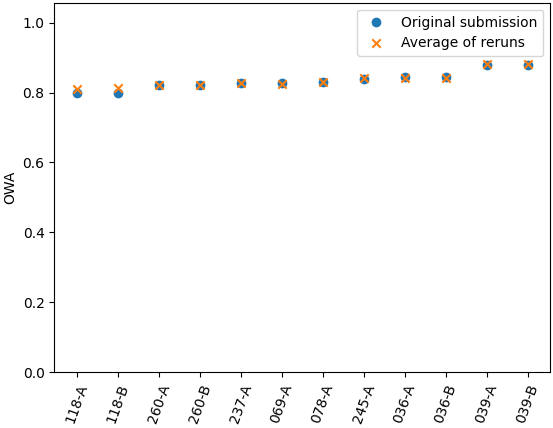 Original submission
Average of reruns
OWA
1.0
0.8
0.6
0.4
0.2
0.0
118-A
118-B
260-A
260-B
237-A
069-A
078-A
245-A
036-A
036-B
039-A
039-B